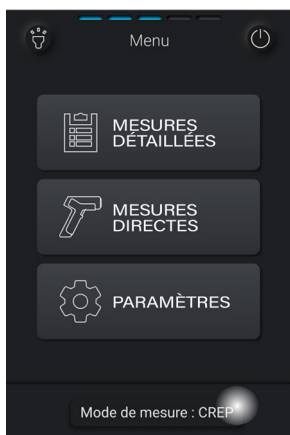 Menu
MESURES
DÉTAILLÉES
MESURES
DIRECTES
PARAMÈTRES
Mode de mesure : CREP